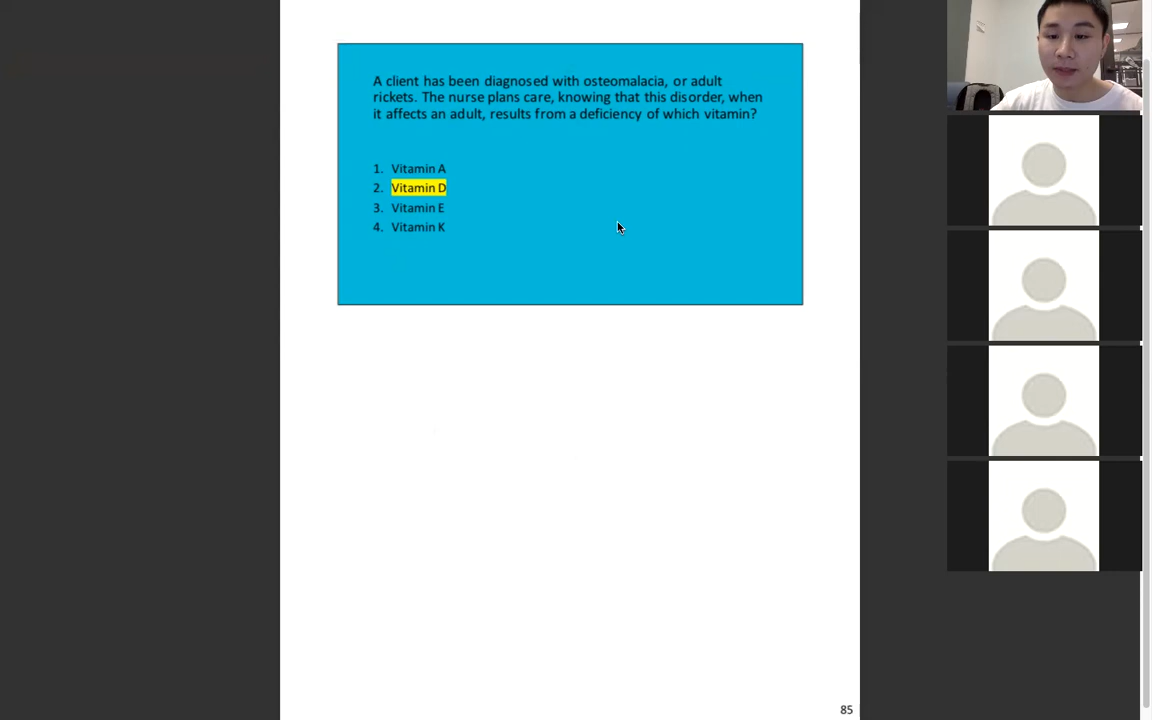 A client has been diagnosed with osteomalacia, or adult
rickets. The nurse plans care, knowing that this disorder, when
it affects an adult, results from a deficiency of which vitamin?
1. Vitamin A
2. Vitamin D
3. Vitamin E
4. Vitamin K
85